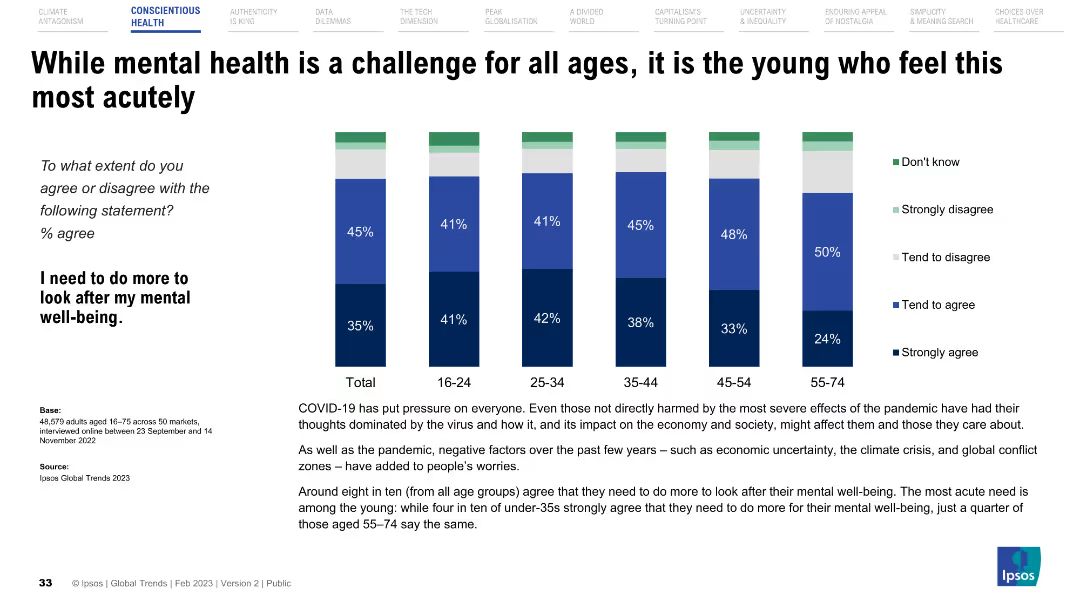 CLIMATE
ANTAGONISM
CONSCIENTIOUS
HEALTH
AUTHENTICITY
IS KING
DATA
DILEMMAS
THE TECH
DIMENSION
PEAK
GLOBALISATION
A DIVIDED
WORLD
CAPITALISM'S
TURNING POINT
UNCERTAINTY
& INEQUALITY
ENDURING APPEAL
OF NOSTALGIA
SIMPLICITY
& MEANING SEARCH
CHOICES OVER
HEALTHCARE
While mental health is a challenge for all ages, it is the young who feel this
most acutely
To what extent do you
agree or disagree with the
following statement?
% agree
I need to do more to
look after my mental
well-being.
45%
41%
41%
45%
48%
50%
35%
41%
42%
38%
33%
24%
Total
16-24
25-34
35-44
45-54
55-74
Don't know
Strongly disagree
Tend to disagree
Tend to agree
Strongly agree
Base:
48,579 adults aged 16–75 across 50 markets,
interviewed online between 23 September and 14
November 2022
Source:
Ipsos Global Trends 2023
COVID-19 has put pressure on everyone. Even those not directly harmed by the most severe effects of the pandemic have had their
thoughts dominated by the virus and how it, and its impact on the economy and society, might affect them and those they care about.
As well as the pandemic, negative factors over the past few years – such as economic uncertainty, the climate crisis, and global conflict
zones – have added to people's worries.
Around eight in ten (from all age groups) agree that they need to do more to look after their mental well-being. The most acute need is
among the young: while four in ten of under-35s strongly agree that they need to do more for their mental well-being, just a quarter of
those aged 55–74 say the same.
33
© Ipsos | Global Trends | Feb 2023 | Version 2 | Public
Ipsos